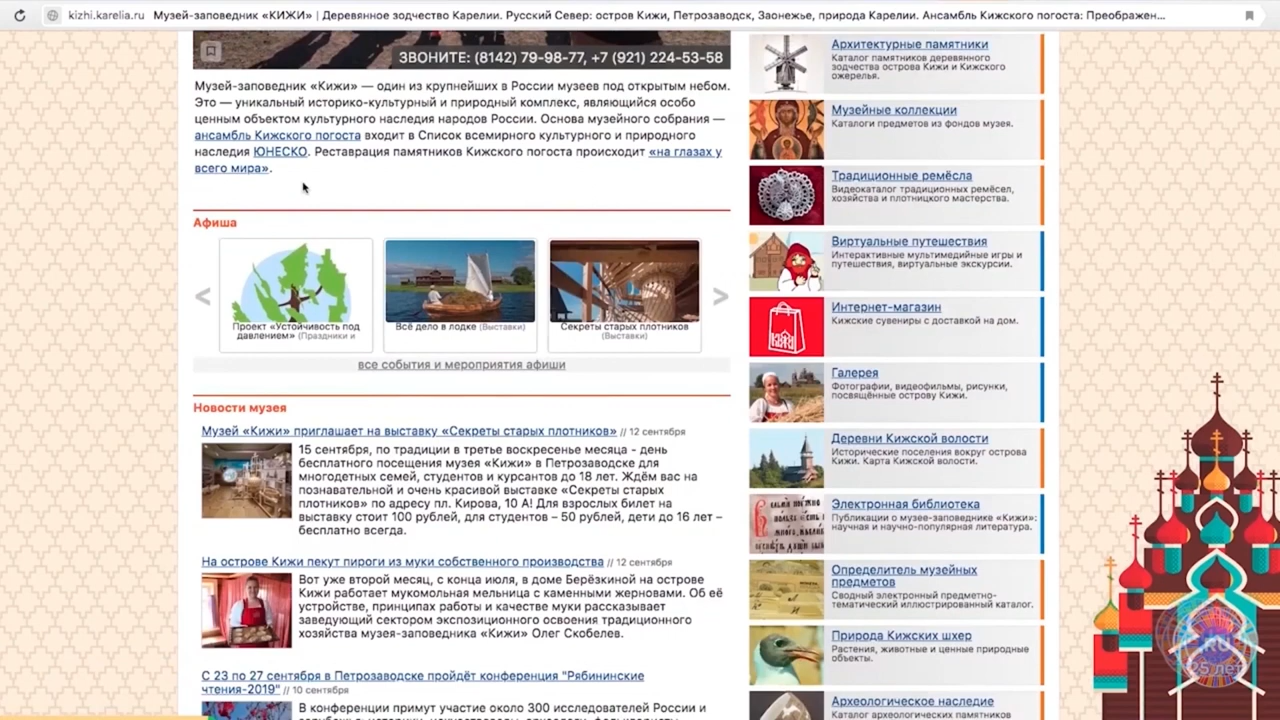 kizhi.karelia.ru Музей-заповедник «КИЖИ» | Деревянное зодчество Карелии. Русский Север: остров Кижи, Петрозаводск, Заонежье, природа Карелии. Ансамбль Кижского погоста: Преображен...
ЗВОНИТЕ: (8142) 79-98-77, +7 (921) 224-53-58
Музей-заповедник «Кижи» — один из крупнейших в России музеев под открытым небом.
Это — уникальный историко-культурный и природный комплекс, являющийся особо
ценным объектом культурного наследия народов России. Основа музейного собрания —
ансамбль Кижского погоста входит в Список всемирного культурного и природного
наследия ЮНЕСКО. Реставрация памятников Кижского погоста происходит «на глазах у
всего мира».
Афиша
<
Проект «Устойчивость под
давлением» (Праздники и
Всё дело в лодке (Выставки)
Секреты старых плотников
(Выставки)
>
все события и мероприятия афиши
Новости музея
Музей «Кижи» приглашает на выставку «Секреты старых плотников» // 12 сентября
15 сентября, по традиции в третье воскресенье месяца - день
бесплатного посещения музея «Кижи» в Петрозаводске для
многодетных семей, студентов и курсантов до 18 лет. Ждём вас на
познавательной и очень красивой выставке «Секреты старых
плотников» по адресу пл. Кирова, 10 А! Для взрослых билет на
выставку стоит 100 рублей, для студентов – 50 рублей, дети до 16 лет –
бесплатно всегда.
На острове Кижи пекут пироги из муки собственного производства // 12 сентября
Вот уже второй месяц, с конца июля, в доме Берёзкиной на острове
Кижи работает мукомольная мельница с каменными жерновами. Об её
устройстве, принципах работы и качестве муки рассказывает
заведующий сектором экспозиционного освоения традиционного
хозяйства музея-заповедника «Кижи» Олег Скобелев.
С 23 по 27 сентября в Петрозаводске пройдёт конференция "Рябининские
чтения-2019" // 10 сентября
В конференции примут участие около 300 исследователей России и
Архитектурные памятники
Каталог памятников деревянного
зодчества острова Кижи и Кижского
ожерелья.
Музейные коллекции
Каталоги предметов из фондов музея.
Традиционные ремёсла
Видеокаталог традиционных ремёсел,
хозяйства и плотницкого мастерства.
Виртуальные путешествия
Интерактивные мультимедийные игры и
путешествия, виртуальные экскурсии.
Интернет-магазин
Кижские сувениры с доставкой на дом.
Галерея
Фотографии, видеофильмы, рисунки,
посвящённые острову Кижи.
Деревни Кижской волости
Исторические поселения вокруг острова
Кижи. Карта Кижской волости.
Электронная библиотека
Публикации о музее-заповеднике «Кижи»:
научная и научно-популярная литература.
Определитель музейных
предметов
Сводный электронный предметно-
тематический иллюстрированный каталог.
Природа Кижских шхер
Растения, животные и ценные природные
объекты.
Археологическое наследие
Каталог археологических памятников
.RU
25 лет